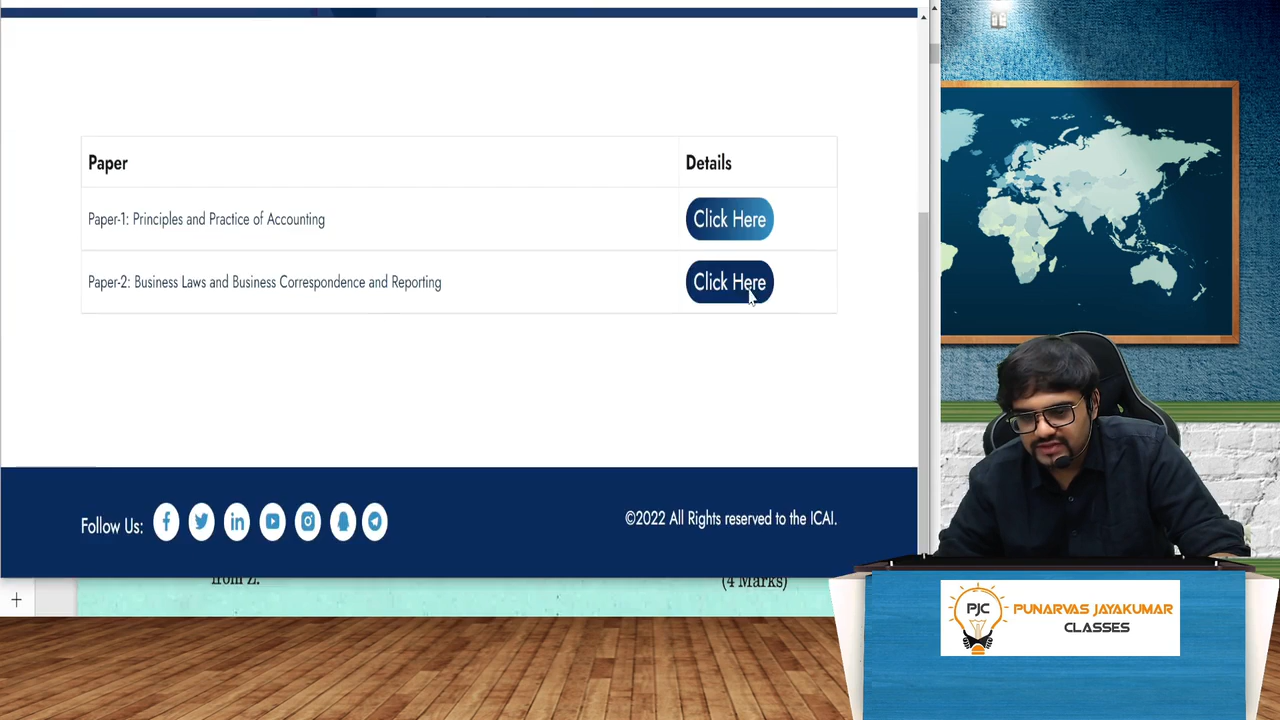 Paper Details
Paper-1: Principles and Practice of Accounting Click Here
Paper-2: Business Laws and Business Correspondence and Reporting Click Here
Follow Us: ©2022 All Rights reserved to the ICAI.
from Z. (4 Marks)
PJC PUNARVAS JAYAKUMAR
CLASSES